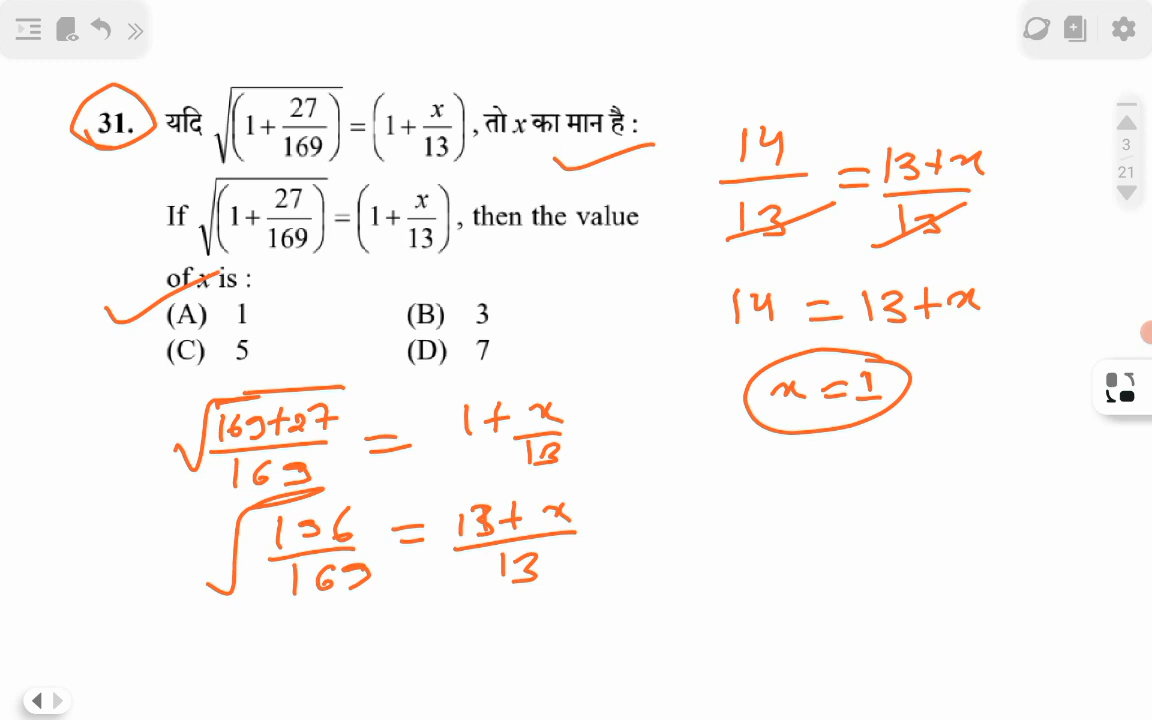 31. यदि √(1+27/169) = (1+x/13), तो x का मान है :
If √(1+27/169) = (1+x/13), then the value
of x is :
(A) 1 (B) 3
(C) 5 (D) 7
√(169+27)/169 = 1+x/13
√196/169 = (13+x)/13
14/13 = (13+x)/13
14 = 13+x
x = 1
3
21